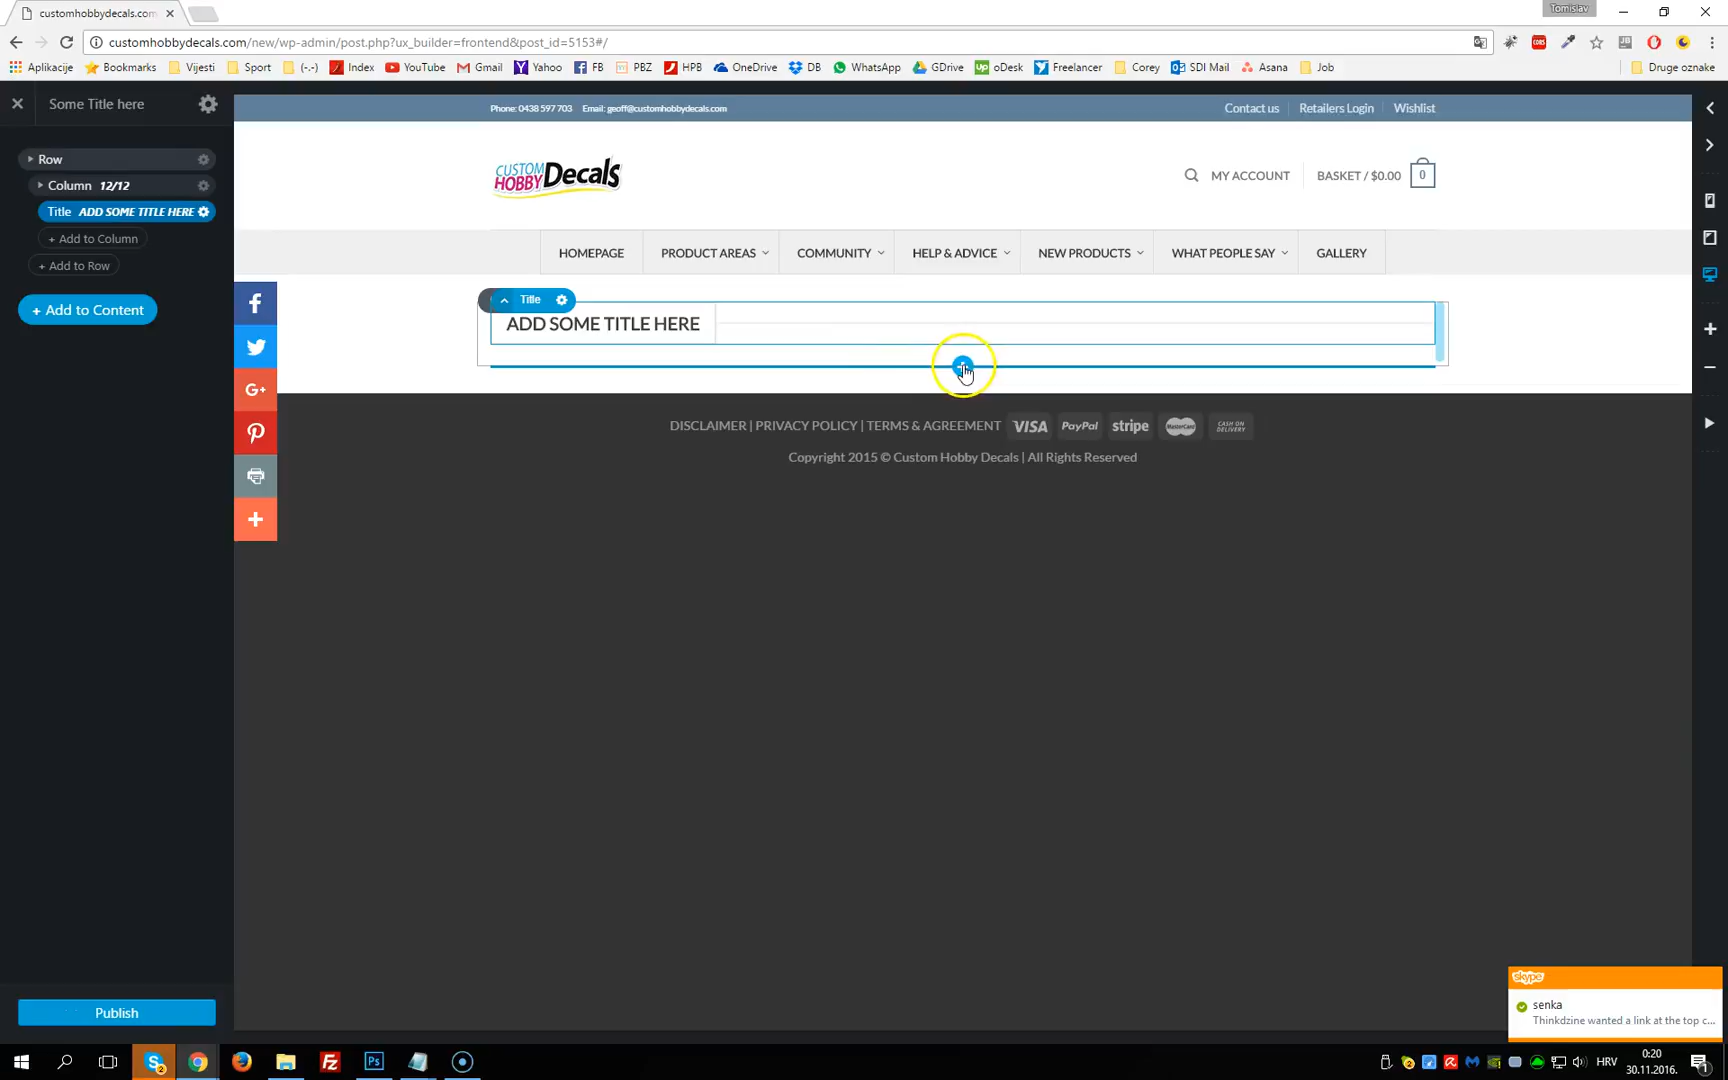 customhobbydecals.com
Tomislav
customhobbydecals.com/new/wp-admin/post.php?ux_builder=frontend&post_id=5153#/
Aplikacije Bookmarks Vijesti Sport (-.-) Index YouTube Gmail Yahoo FB PBZ HPB OneDrive DB WhatsApp GDrive oDesk Freelancer Corey SDI Mail Asana Job Druge oznake
Some Title here
Phone: 0438 597 703 Email: geoff@customhobbydecals.com
Contact us Retailers Login Wishlist
Row
Column 12/12
Title ADD SOME TITLE HERE
+ Add to Column
+ Add to Row
+ Add to Content
CUSTOM HOBBY Decals
MY ACCOUNT BASKET / $0.00 0
HOMEPAGE PRODUCT AREAS COMMUNITY HELP & ADVICE NEW PRODUCTS WHAT PEOPLE SAY GALLERY
Title
ADD SOME TITLE HERE
DISCLAIMER | PRIVACY POLICY | TERMS & AGREEMENT VISA PayPal stripe MasterCard CASH ON DELIVERY
Copyright 2015 © Custom Hobby Decals | All Rights Reserved
Publish
skype
senka
Thinkdzine wanted a link at the top c...
HRV
0:20
30.11.2016.